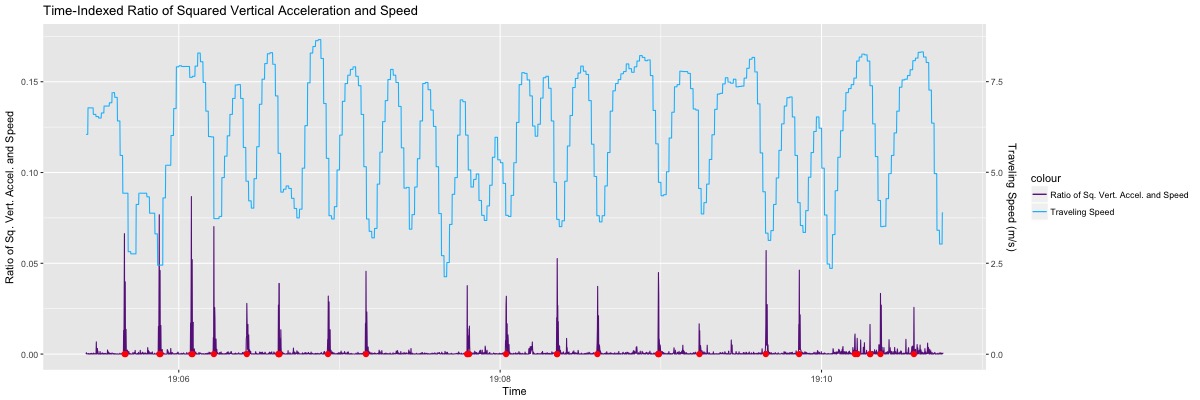 Time-Indexed Ratio of Squared Vertical Acceleration and Speed
Ratio of Sq. Vert. Accel. and Speed
0.15
0.10
0.05
0.00
19:06
19:08
19:10
Time
7.5
5.0
2.5
0.0
Traveling Speed (m/s)
colour
Ratio of Sq. Vert. Accel. and Speed
Traveling Speed